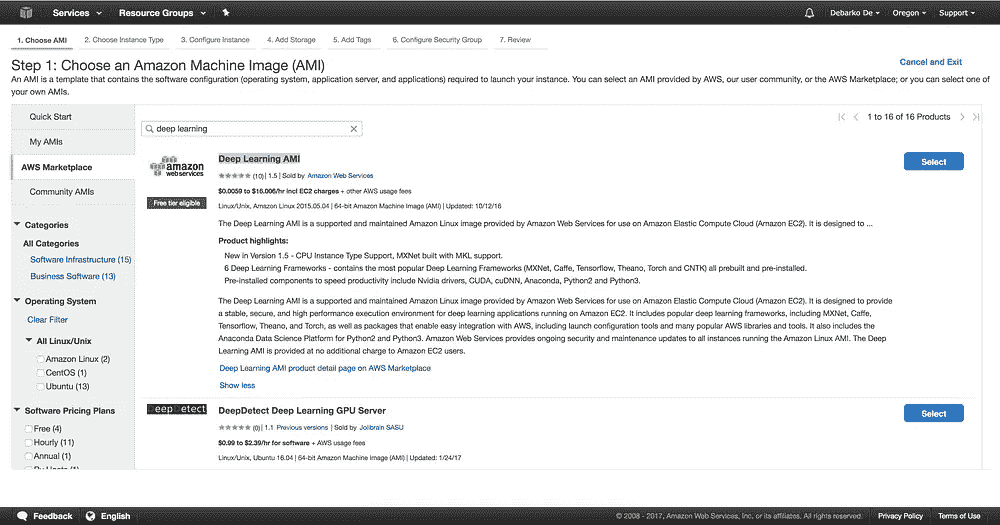 Services Resource Groups Debarko De Oregon Support
1. Choose AMI 2. Choose Instance Type 3. Configure Instance 4. Add Storage 5. Add Tags 6. Configure Security Group 7. Review
Step 1: Choose an Amazon Machine Image (AMI)
Cancel and Exit
An AMI is a template that contains the software configuration (operating system, application server, and applications) required to launch your instance. You can select an AMI provided by AWS, our user community, or the AWS Marketplace; or you can select one of
your own AMIs.
Quick Start
My AMIs
AWS Marketplace
Community AMIs
Categories
All Categories
Software Infrastructure (15)
Business Software (13)
Operating System
Clear Filter
All Linux/Unix
Amazon Linux (2)
CentOS (1)
Ubuntu (13)
Software Pricing Plans
Free (4)
Hourly (11)
Annual (1)
deep learning
1 to 16 of 16 Products
amazon
web services
Free tier eligible
Deep Learning AMI
Select
(10) | 1.5 | Sold by Amazon Web Services
$0.0059 to $16.006/hr incl EC2 charges + other AWS usage fees
Linux/Unix, Amazon Linux 2015.05.04 | 64-bit Amazon Machine Image (AMI) | Updated: 10/12/16
The Deep Learning AMI is a supported and maintained Amazon Linux image provided by Amazon Web Services for use on Amazon Elastic Compute Cloud (Amazon EC2). It is designed to ...
Product highlights:
New in Version 1.5 - CPU Instance Type Support, MXNet built with MKL support.
6 Deep Learning Frameworks - contains the most popular Deep Learning Frameworks (MXNet, Caffe, Tensorflow, Theano, Torch and CNTK) all prebuilt and pre-installed.
Pre-installed components to speed productivity include Nvidia drivers, CUDA, cuDNN, Anaconda, Python2 and Python3.
The Deep Learning AMI is a supported and maintained Amazon Linux image provided by Amazon Web Services for use on Amazon Elastic Compute Cloud (Amazon EC2). It is designed to provide
a stable, secure, and high performance execution environment for deep learning applications running on Amazon EC2. It includes popular deep learning frameworks, including MXNet, Caffe,
Tensorflow, Theano, and Torch, as well as packages that enable easy integration with AWS, including launch configuration tools and many popular AWS libraries and tools. It also includes the
Anaconda Data Science Platform for Python2 and Python3. Amazon Web Services provides ongoing security and maintenance updates to all instances running the Amazon Linux AMI. The Deep
Learning AMI is provided at no additional charge to Amazon EC2 users.
Deep Learning AMI product detail page on AWS Marketplace
Show less
DeepDetect
DeepDetect Deep Learning GPU Server
Select
(0) | 1.1 Previous versions | Sold by Jolibrain SASU
$0.99 to $2.39/hr for software + AWS usage fees
Linux/Unix, Ubuntu 16.04 | 64-bit Amazon Machine Image (AMI) | Updated: 1/24/17
Feedback English © 2008 - 2017, Amazon Web Services, Inc. or its affiliates. All rights reserved. Privacy Policy Terms of Use